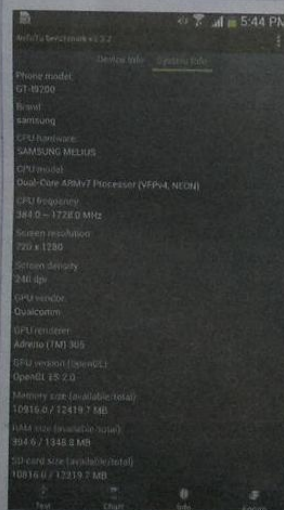 5:44 PM
AnTuTu Benchmark v3.3.2
Device Info System Info
Phone model:
GT-I9200
Brand:
samsung
CPU hardware:
SAMSUNG MELIUS
CPU model:
Dual-Core ARMv7 Processor (VFPv4, NEON)
CPU frequency:
384.0 ~ 1728.0 MHz
Screen resolution:
720 x 1280
Screen density:
240 dpi
GPU vendor:
Qualcomm
GPU renderer:
Adreno (TM) 305
GPU version (OpenGL):
OpenGL ES 2.0
Memory size (available/total):
10816.0 / 12419.7 MB
RAM size (available/total):
904.6 / 1348.8 MB
SD-card size (available/total):
10816.0 / 12219.7 MB
Test Chart Info